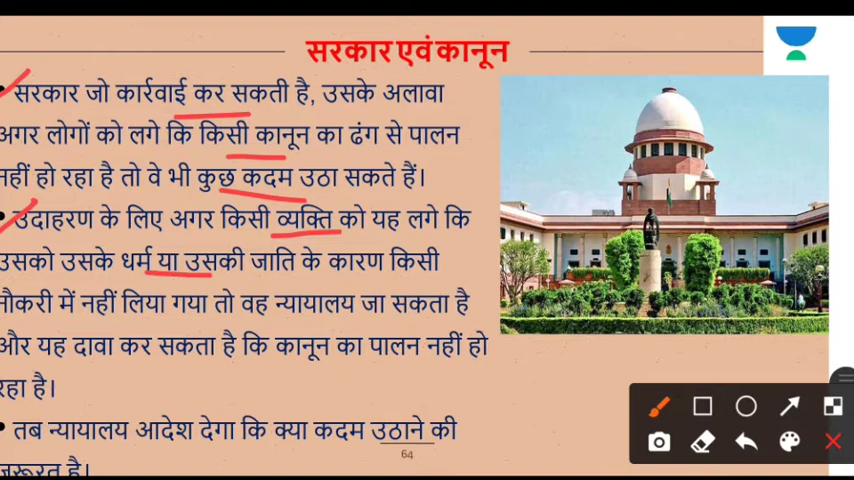 सरकार एवं कानून
सरकार जो कार्रवाई कर सकती है, उसके अलावा
अगर लोगों को लगे कि किसी कानून का ढंग से पालन
नहीं हो रहा है तो वे भी कुछ कदम उठा सकते हैं।
उदाहरण के लिए अगर किसी व्यक्ति को यह लगे कि
उसको उसके धर्म या उसकी जाति के कारण किसी
नौकरी में नहीं लिया गया तो वह न्यायालय जा सकता है
और यह दावा कर सकता है कि कानून का पालन नहीं हो
रहा है।
तब न्यायालय आदेश देगा कि क्या कदम उठाने की
जरूरत है।
64